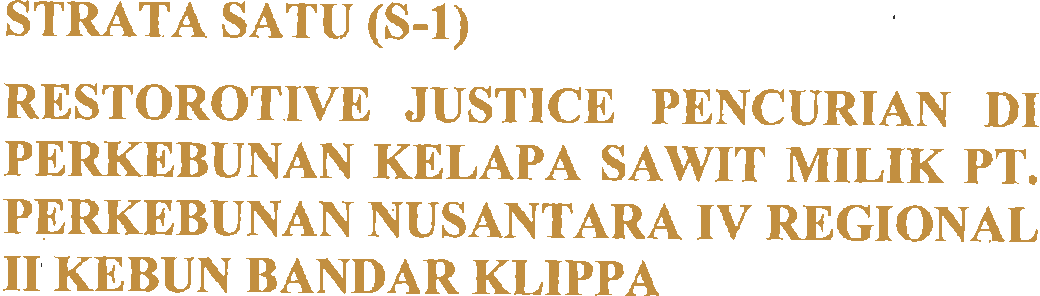 STRATA SATU (S-1)
RESTOROTIVE JUSTICE PENCURIAN DI
PERKEBUNAN KELAPA SAWIT MILIK PT.
PERKEBUNAN NUSANTARA IV REGIONAL
II KEBUN BANDAR KLIPPA